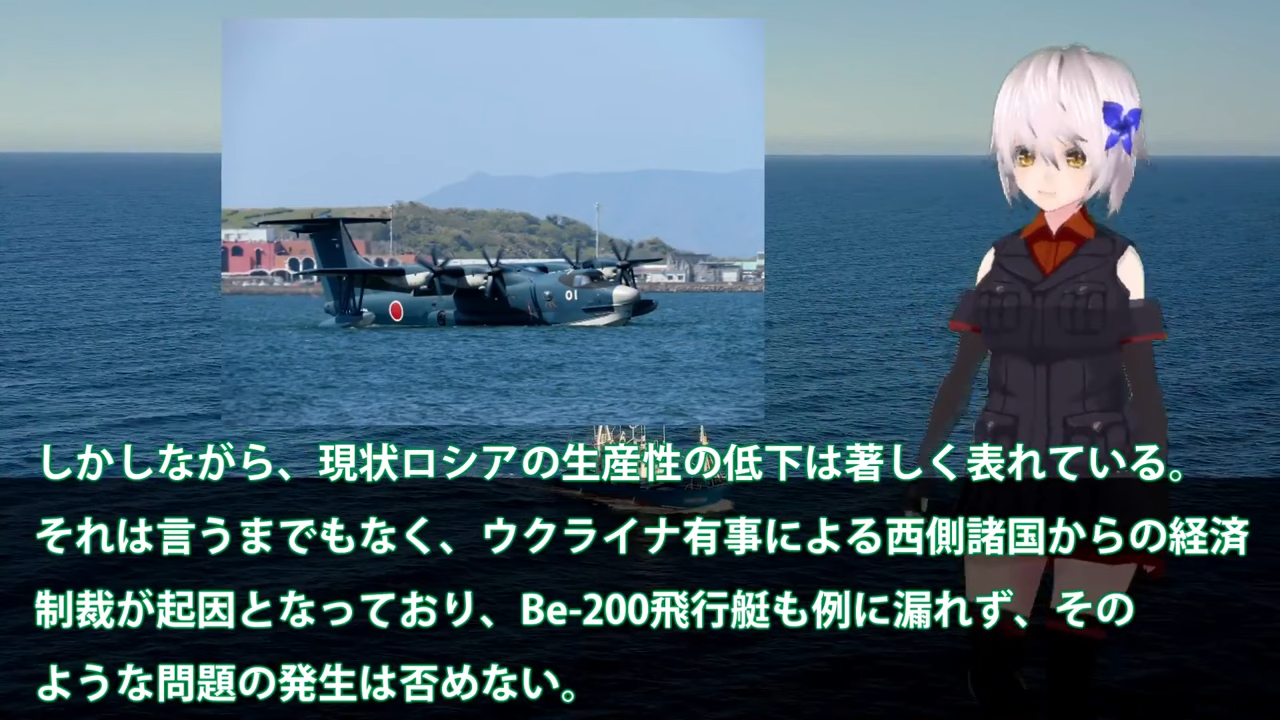 01
しかしながら、現状ロシアの生産性の低下は著しく表れている。
それは言うまでもなく、ウクライナ有事による西側諸国からの経済
制裁が起因となっており、Be-200飛行艇も例に漏れず、その
ような問題の発生は否めない。